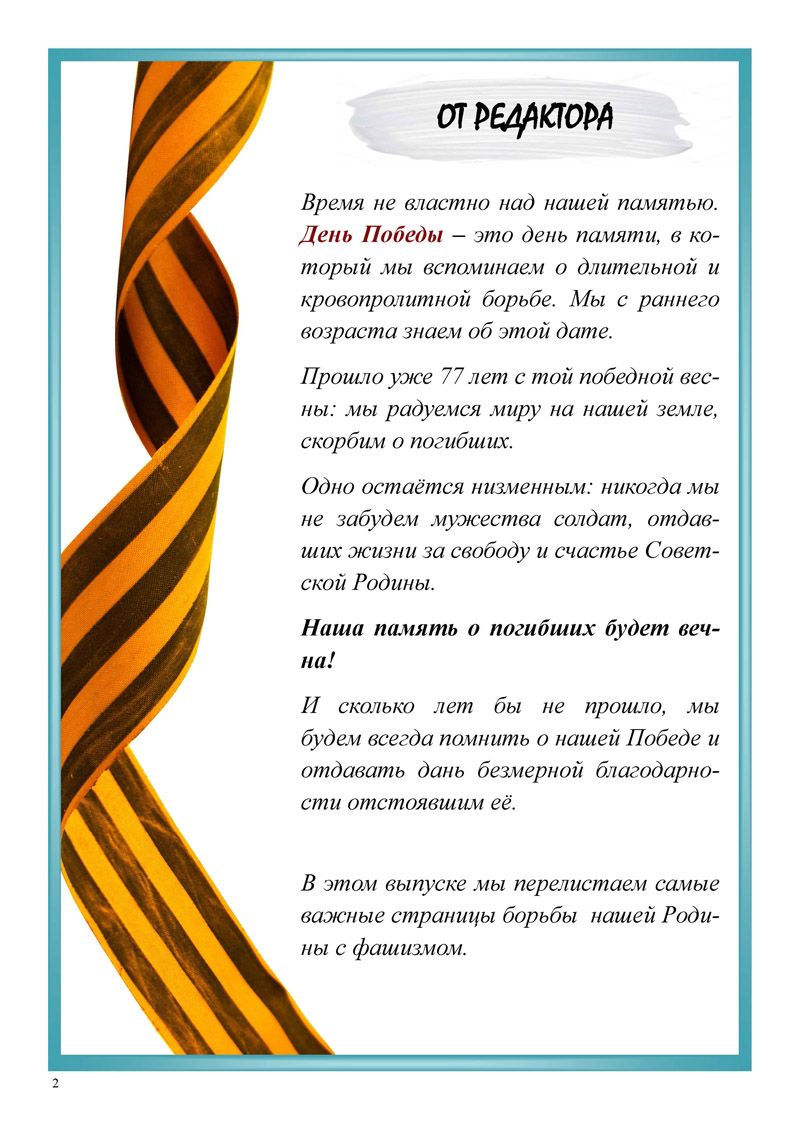 ОТ РЕДАКТОРА
Время не властно над нашей памятью.
День Победы – это день памяти, в ко-
торый мы вспоминаем о длительной и
кровопролитной борьбе. Мы с раннего
возраста знаем об этой дате.
Прошло уже 77 лет с той победной вес-
ны: мы радуемся миру на нашей земле,
скорбим о погибших.
Одно остаётся низменным: никогда мы
не забудем мужества солдат, отдав-
ших жизни за свободу и счастье Совет-
ской Родины.
Наша память о погибших будет веч-
на!
И сколько лет бы не прошло, мы
будем всегда помнить о нашей Победе и
отдавать дань безмерной благодарно-
сти отстоявшим её.
В этом выпуске мы перелистаем самые
важные страницы борьбы нашей Роди-
ны с фашизмом.
2